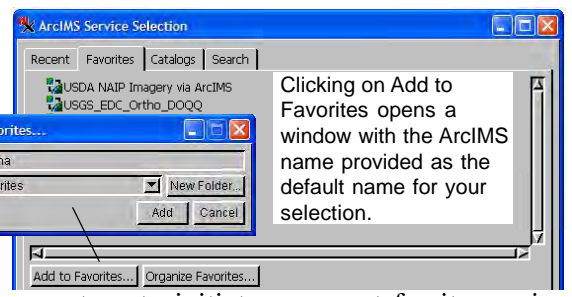 ArcIMS Service Selection
Recent Favorites Catalogs Search
USDA NAIP Imagery via ArcIMS
USGS_EDC_Ortho_DOQQ
Clicking on Add to
Favorites opens a
window with the ArcIMS
name provided as the
default name for your
selection.
New Folder...
Add Cancel
Add to Favorites... Organize Favorites...